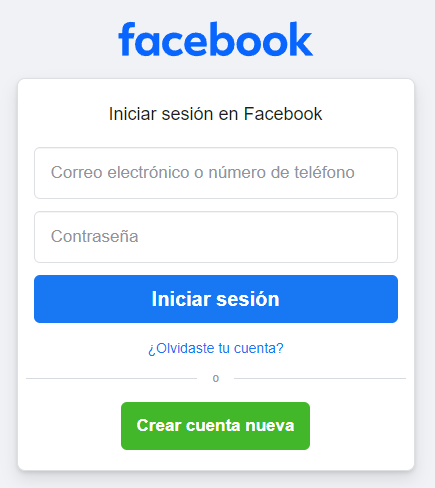 facebook
Iniciar sesión en Facebook
Correo electrónico o número de teléfono
Contraseña
Iniciar sesión
¿Olvidaste tu cuenta?
o
Crear cuenta nueva